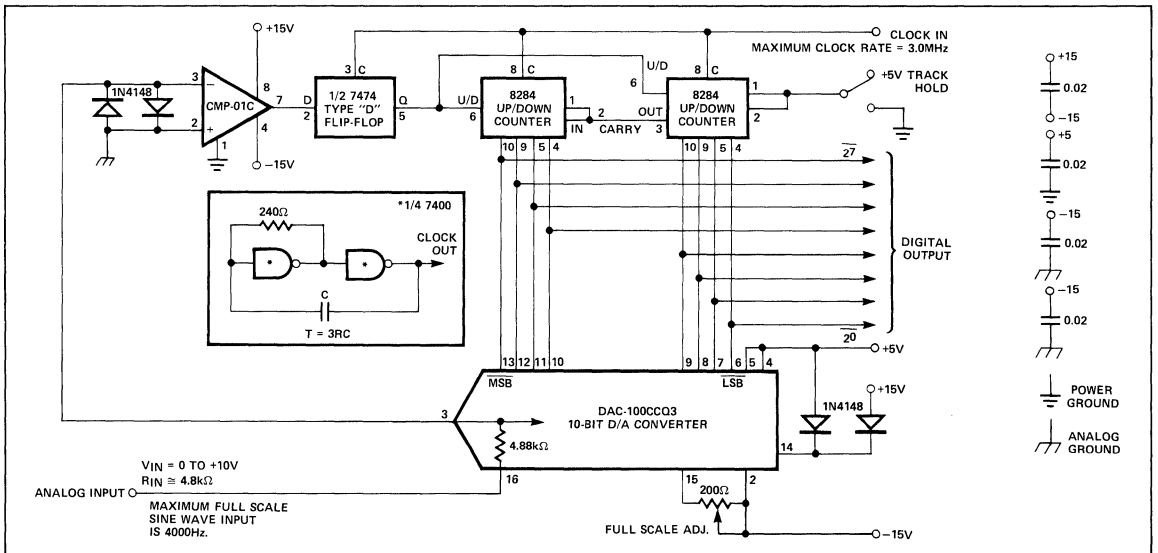 +15V
CLOCK IN
MAXIMUM CLOCK RATE = 3.0MHz
3 C
8 C
8 C
U/D
6
3
1N4148
−
CMP-01C
+
2
8
7
4
1
−15V
D
2
1/2 7474
TYPE "D"
FLIP-FLOP
Q
5
U/D
6
8284
UP/DOWN
COUNTER
1
IN
2
CARRY
OUT
3
8284
UP/DOWN
COUNTER
1
2
+5V TRACK
HOLD
10 9 5 4
10 9 5 4
27
DIGITAL
OUTPUT
20
*1/4 7400
240Ω
*
*
CLOCK
OUT
C
T = 3RC
13 12 11 10
9 8 7 6 5 4
MSB
LSB
+5V
DAC-100CCQ3
10-BIT D/A CONVERTER
3
4.88kΩ
16
15
2
14
1N4148
+15V
VIN = 0 TO +10V
RIN ≅ 4.8kΩ
ANALOG INPUT
MAXIMUM FULL SCALE
SINE WAVE INPUT
IS 4000Hz.
200Ω
FULL SCALE ADJ.
−15V
+15
0.02
−15
+5
0.02
−15
0.02
−15
0.02
POWER
GROUND
ANALOG
GROUND